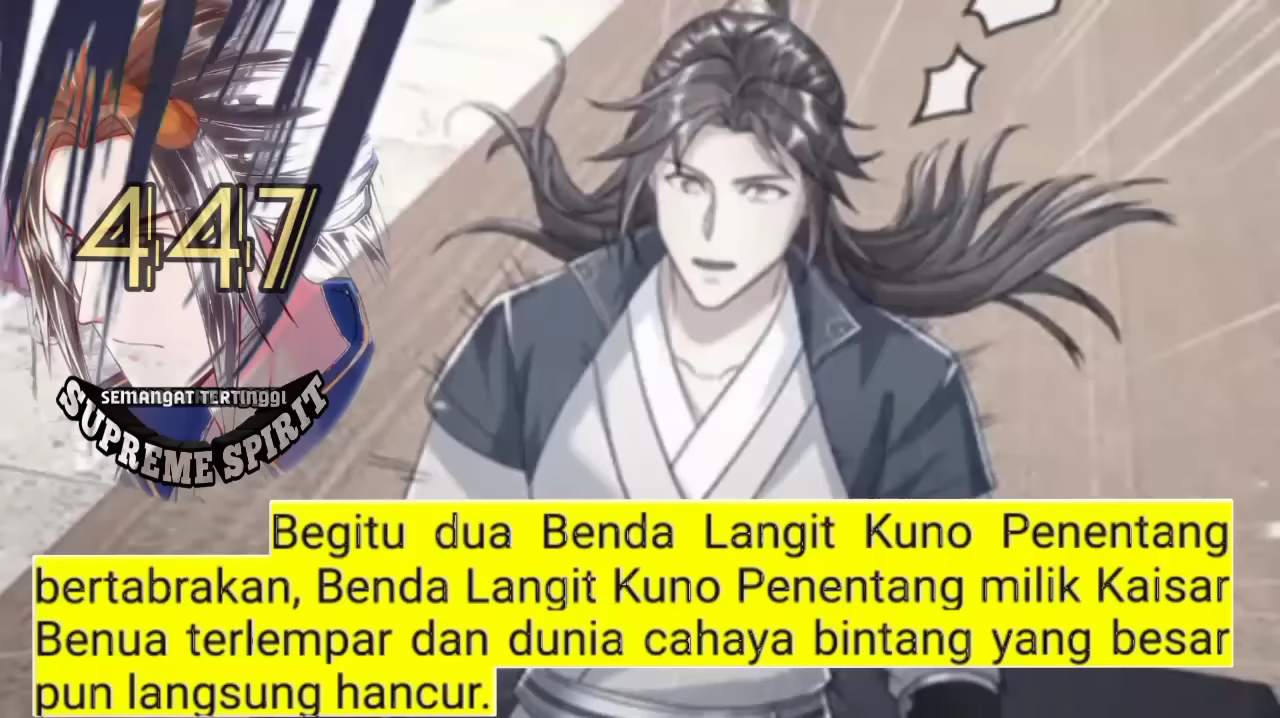 447
SEMANGAT TERTINGGI
SUPREME SPIRIT
Begitu dua Benda Langit Kuno Penentang
bertabrakan, Benda Langit Kuno Penentang milik Kaisar
Benua terlempar dan dunia cahaya bintang yang besar
pun langsung hancur.